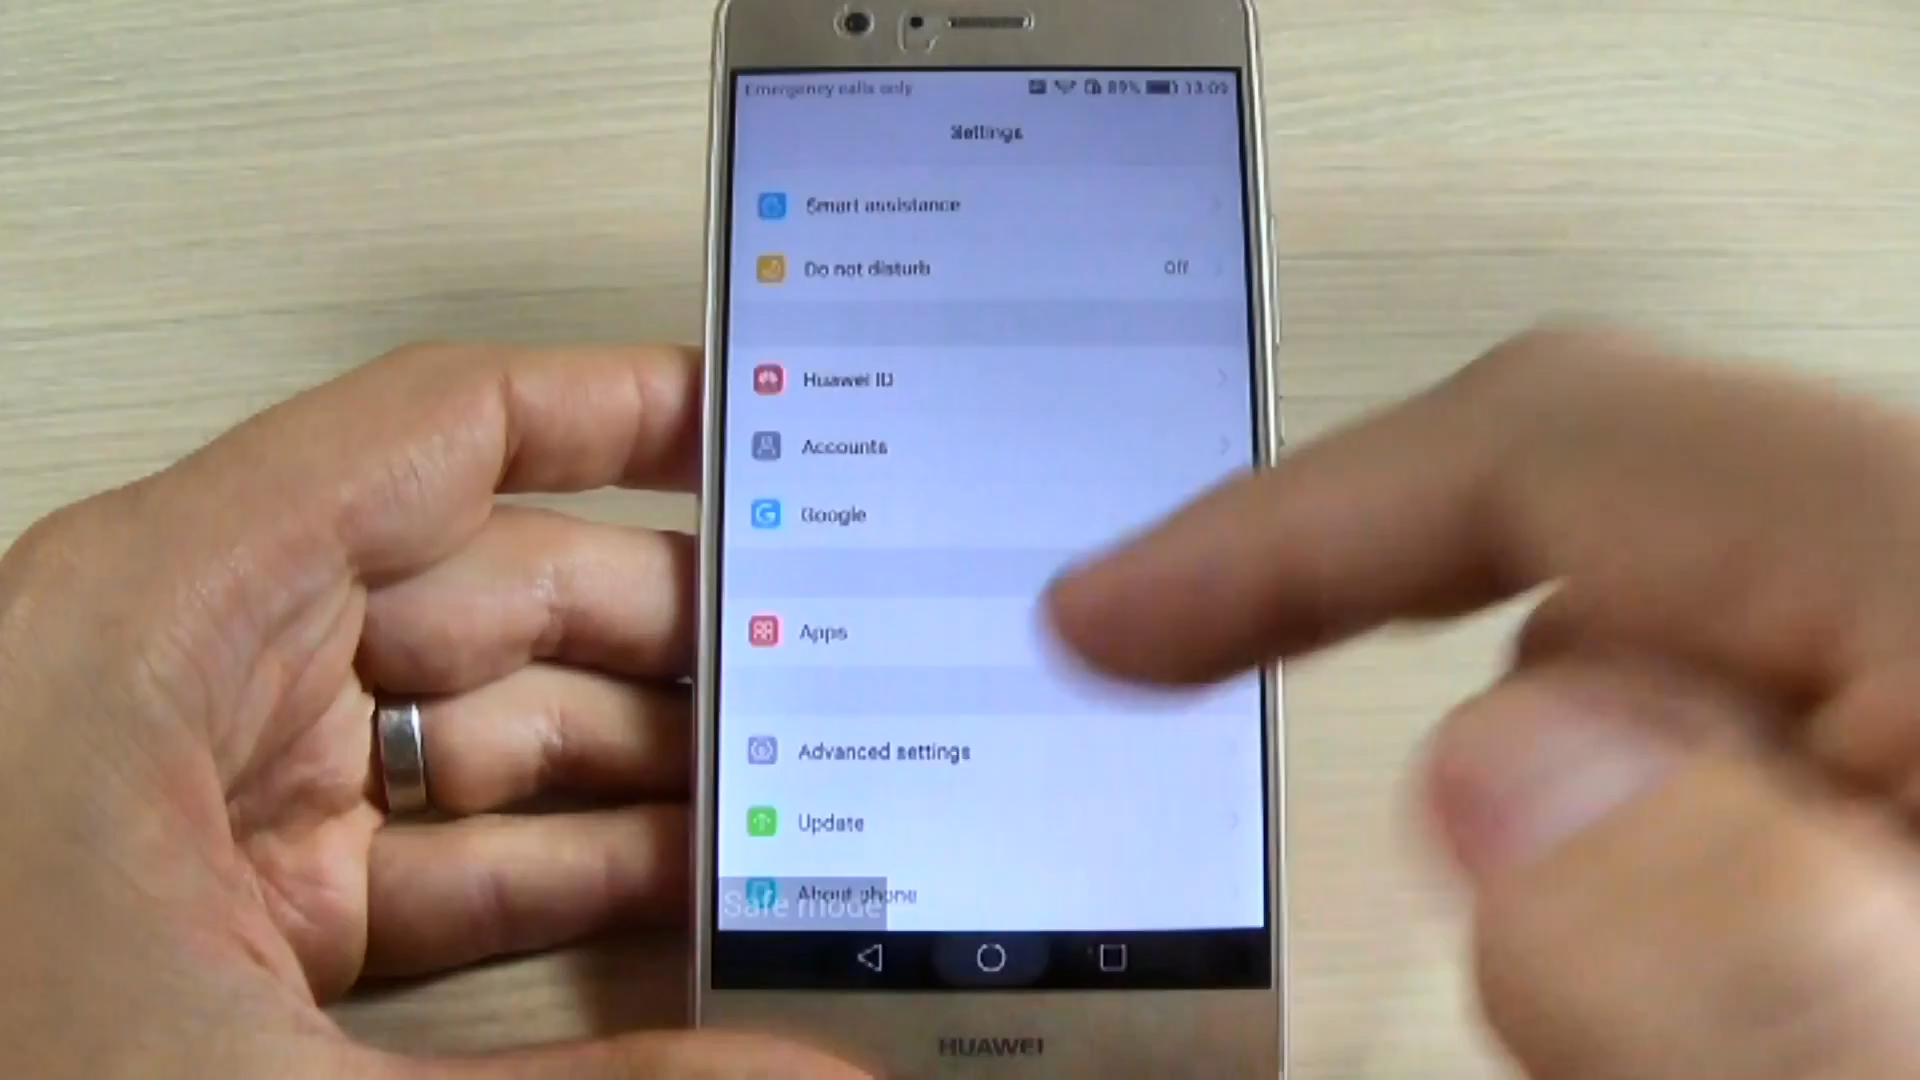 Emergency calls only 89% 13:09
Settings
Smart assistance
Do not disturb Off
Huawei ID
Accounts
Google
Apps
Advanced settings
Update
About phone
Safe mode
HUAWEI